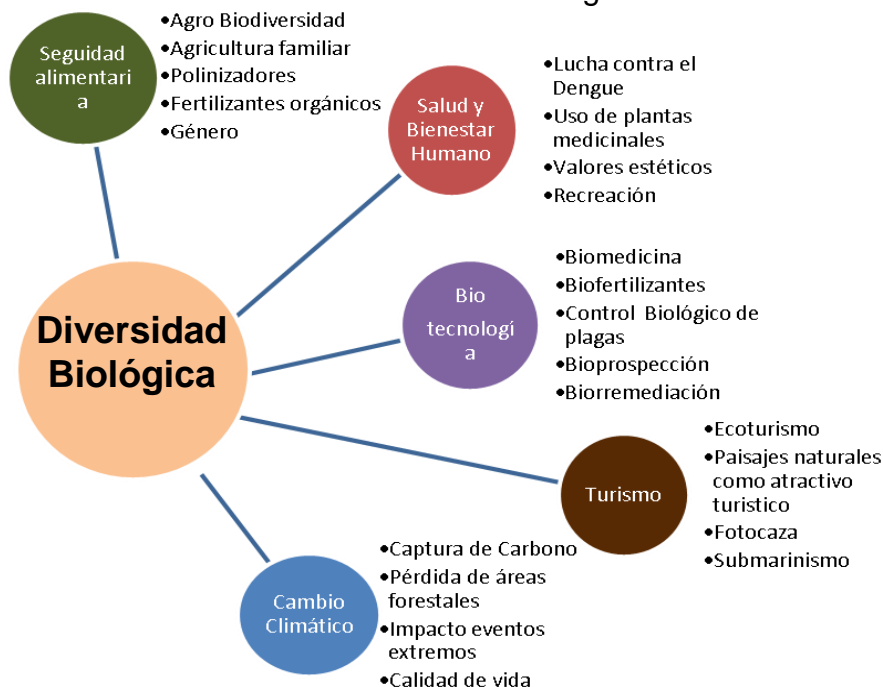 Seguidad
alimentari
a
•Agro Biodiversidad
•Agricultura familiar
•Polinizadores
•Fertilizantes orgánicos
•Género
Salud y
Bienestar
Humano
•Lucha contra el
Dengue
•Uso de plantas
medicinales
•Valores estéticos
•Recreación
Diversidad
Biológica
Bio
tecnologí
a
•Biomedicina
•Biofertilizantes
•Control Biológico de
plagas
•Bioprospección
•Biorremediación
Turismo
•Ecoturismo
•Paisajes naturales
como atractivo
turistico
•Fotocaza
•Submarinismo
Cambio
Climático
•Captura de Carbono
•Pérdida de áreas
forestales
•Impacto eventos
extremos
•Calidad de vida